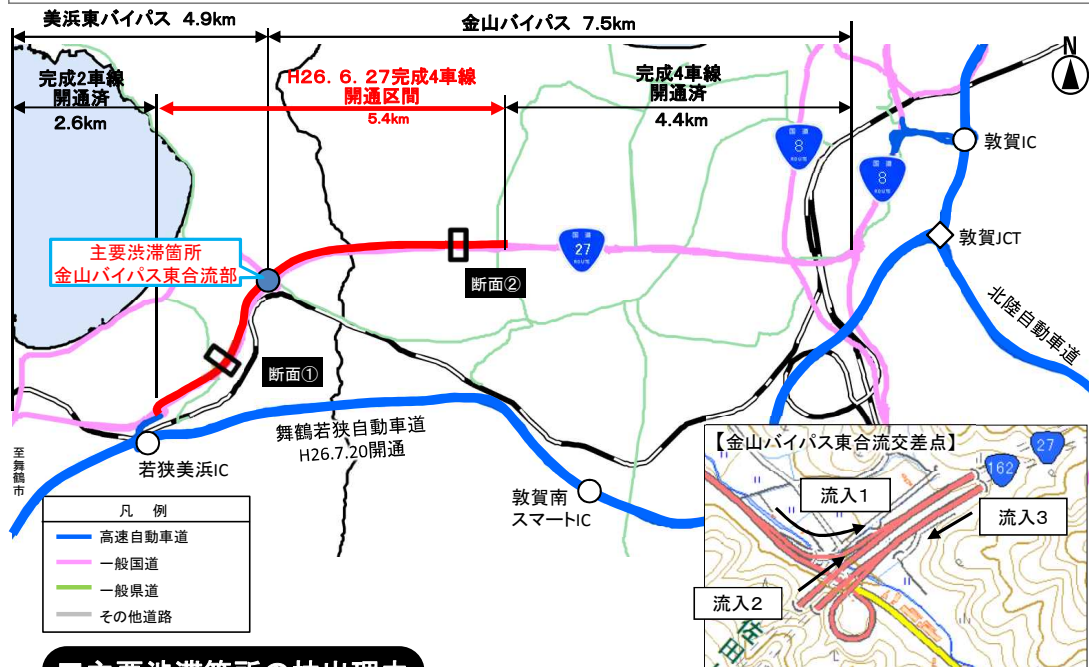 美浜東バイパス 4.9km
金山バイパス 7.5km
完成2車線
開通済
2.6km
H26. 6. 27完成4車線
開通区間
5.4km
完成4車線
開通済
4.4km
N
国道
8
ROUTE
国道
8
ROUTE
敦賀IC
敦賀JCT
北陸自動車道
主要渋滞箇所
金山バイパス東合流部
国道
27
ROUTE
断面②
断面①
舞鶴若狭自動車道
H26.7.20開通
至舞鶴市
若狭美浜IC
敦賀南
スマートIC
凡 例
高速自動車道
一般国道
一般県道
その他道路
【金山バイパス東合流交差点】
27
162
流入1
流入3
流入2
佐
田